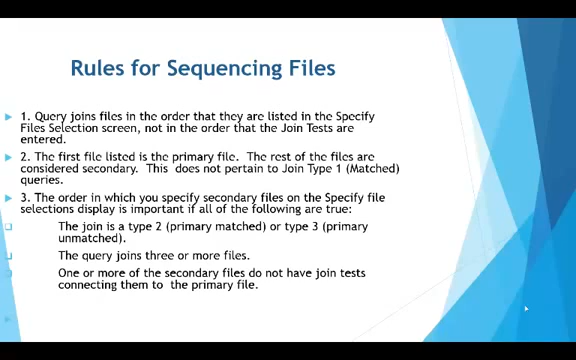 Rules for Sequencing Files
1. Query joins files in the order that they are listed in the Specify
Files Selection screen, not in the order that the Join Tests are
entered.
2. The first file listed is the primary file. The rest of the files are
considered secondary. This does not pertain to Join Type 1 (Matched)
queries.
3. The order in which you specify secondary files on the Specify file
selections display is important if all of the following are true:
The join is a type 2 (primary matched) or type 3 (primary
unmatched).
The query joins three or more files.
One or more of the secondary files do not have join tests
connecting them to the primary file.